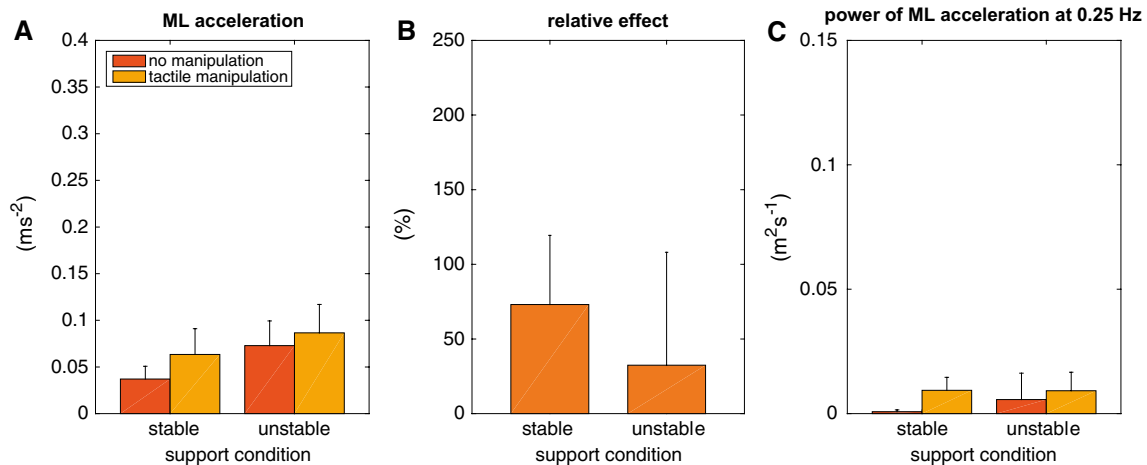 A
ML acceleration
0.4
0.35
0.3
0.25
0.2
0.15
0.1
0.05
0
(ms-2)
no manipulation
tactile manipulation
stable
unstable
support condition
B
relative effect
250
200
150
100
50
0
(%)
stable
unstable
support condition
C
power of ML acceleration at 0.25 Hz
0.15
0.1
0.05
0
(m2s-1)
stable
unstable
support condition